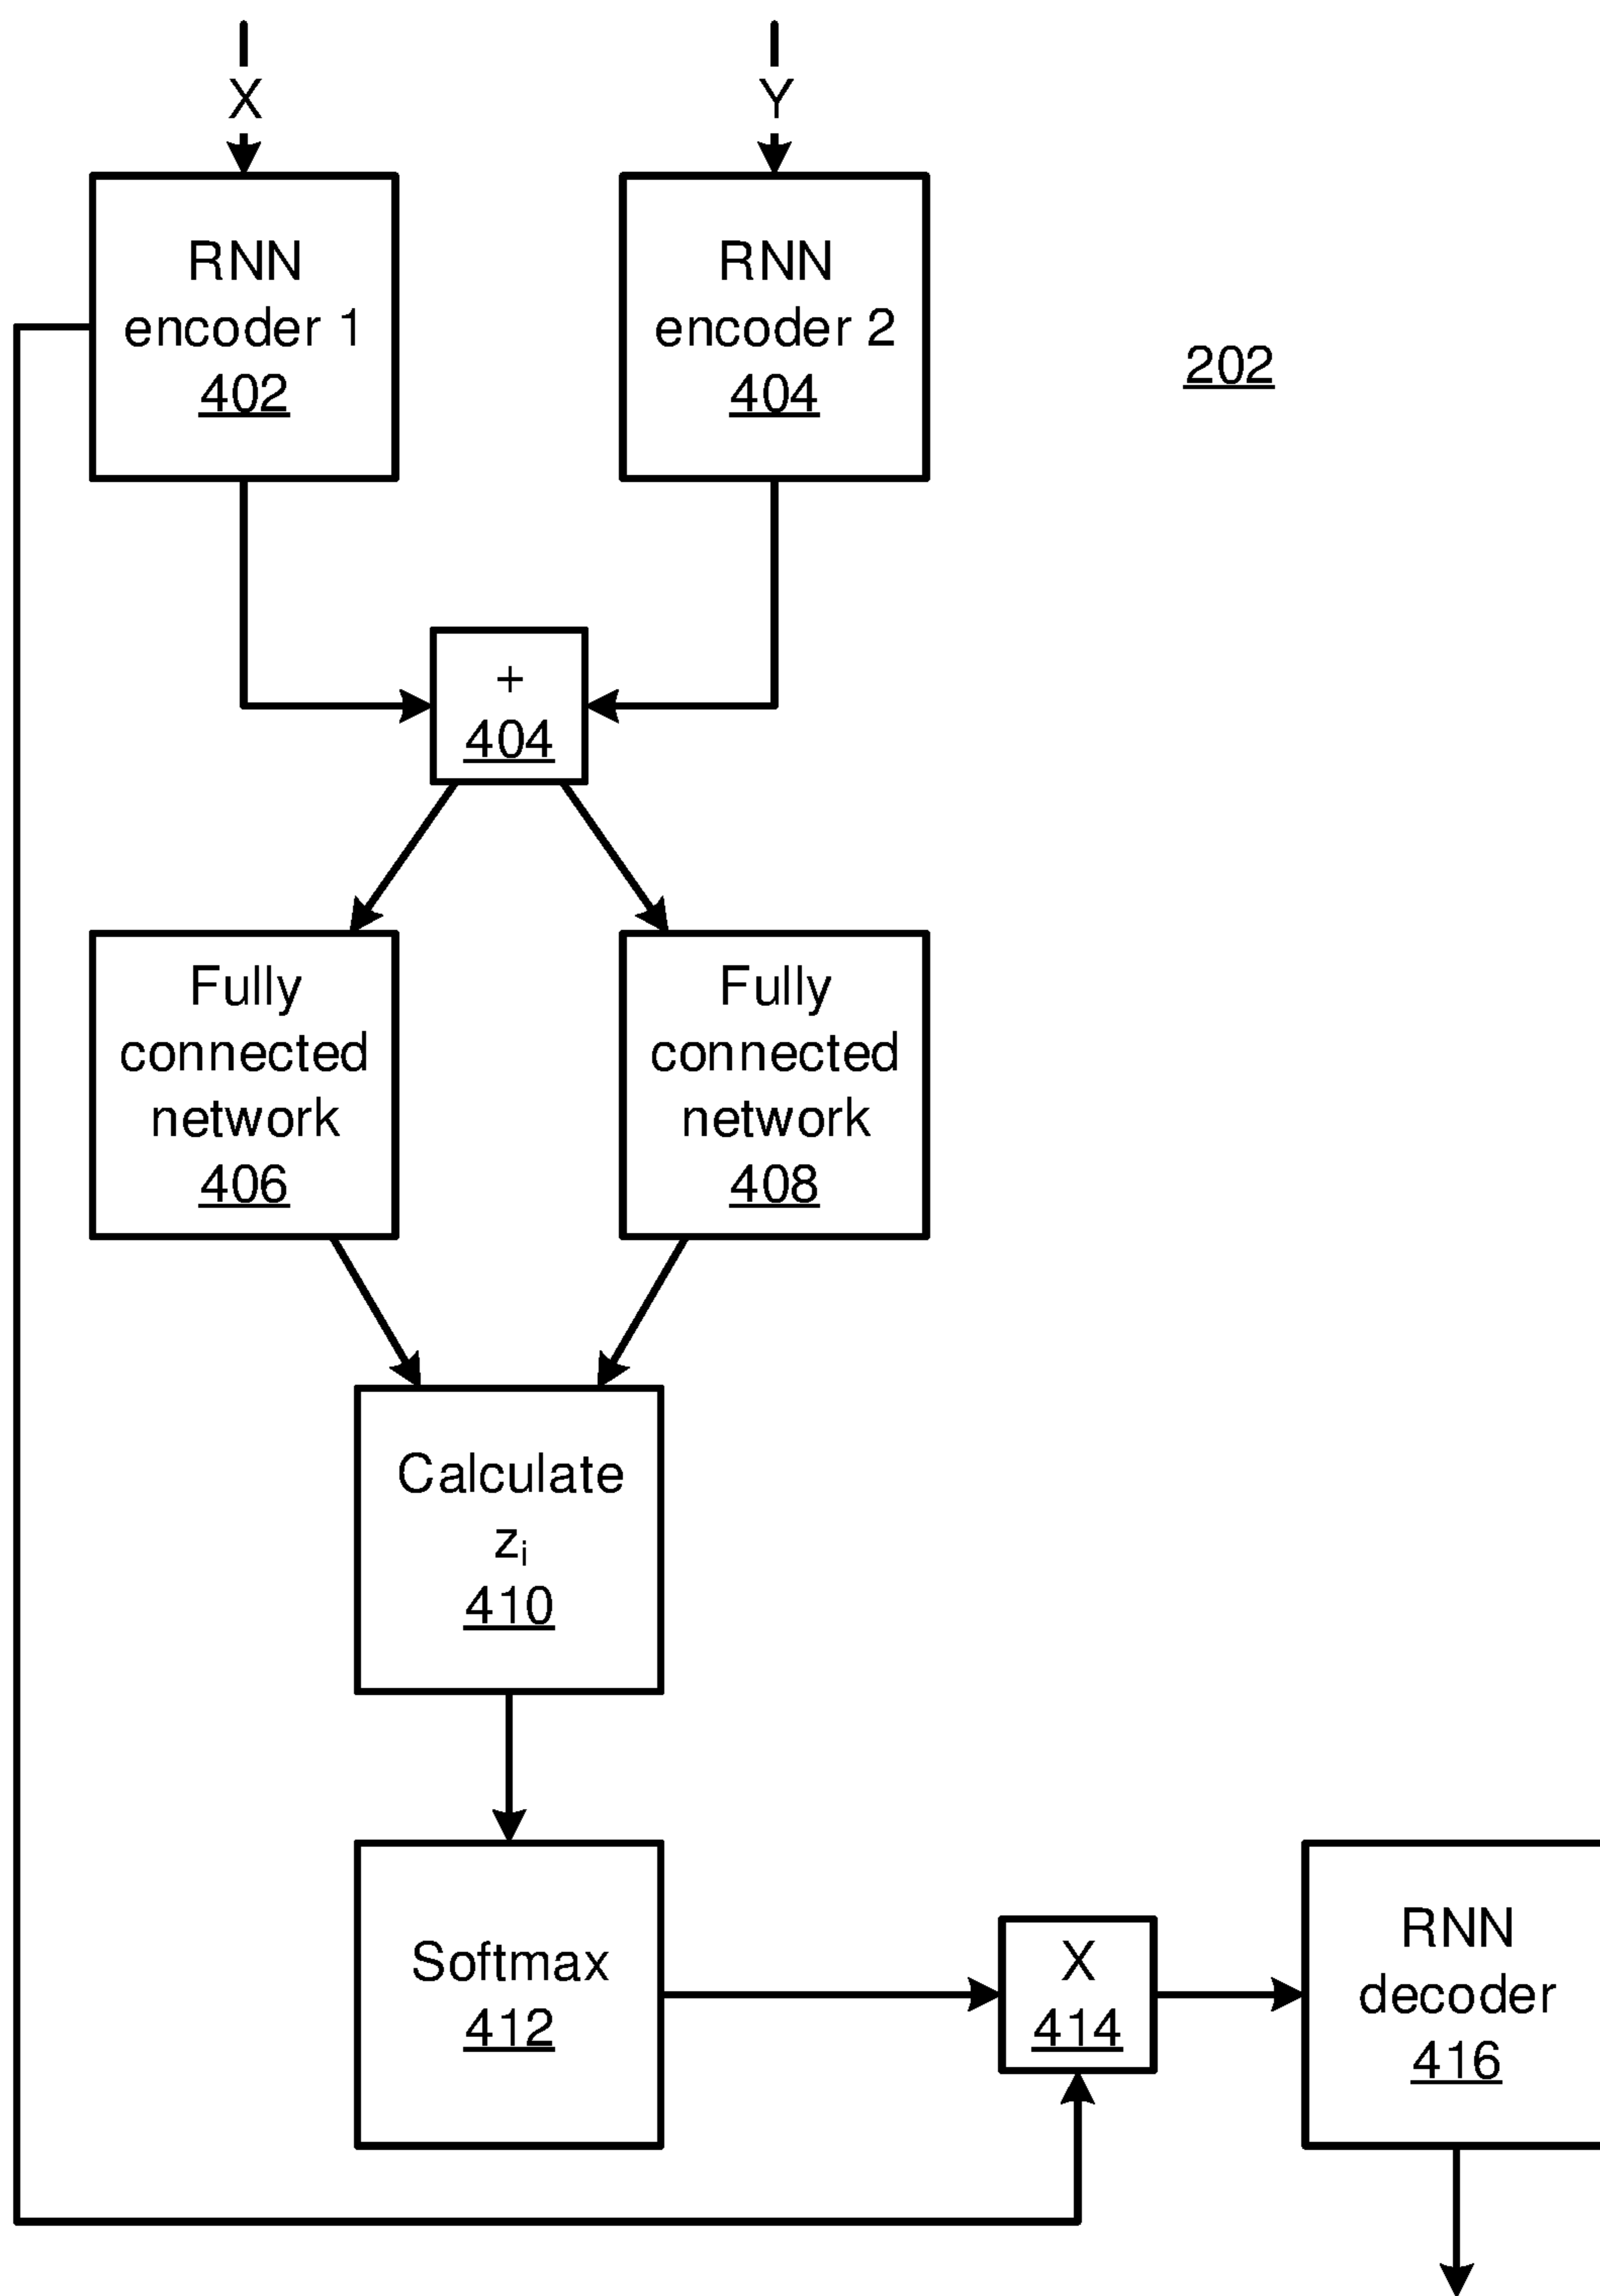 X
Y
RNN
encoder 1
402
RNN
encoder 2
404
202
+
404
Fully
connected
network
406
Fully
connected
network
408
Calculate
zᵢ
410
Softmax
412
X
414
RNN
decoder
416